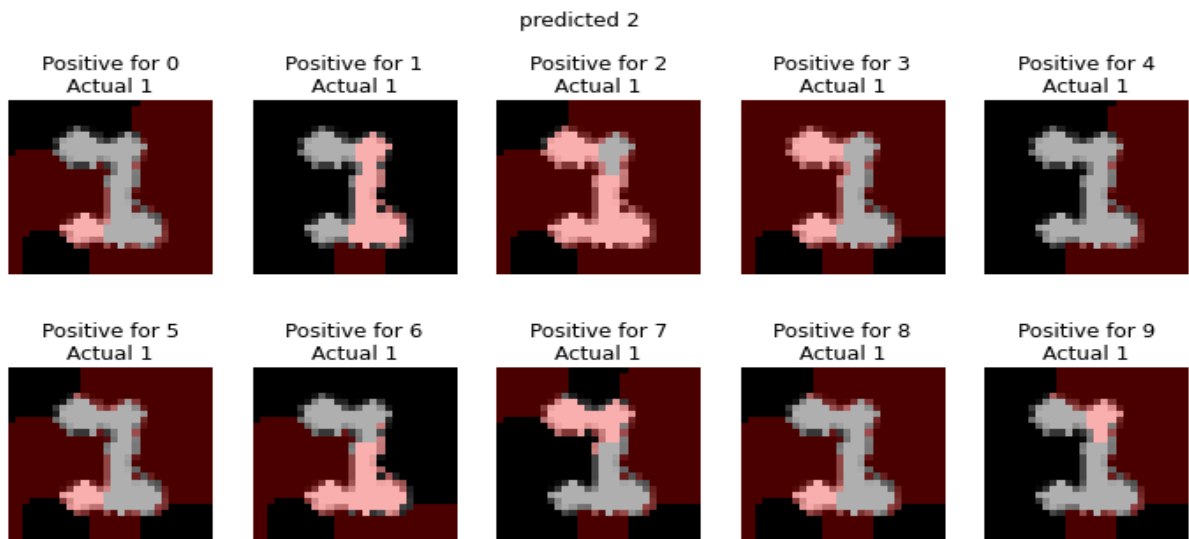 predicted 2
Positive for 0
Actual 1
Positive for 1
Actual 1
Positive for 2
Actual 1
Positive for 3
Actual 1
Positive for 4
Actual 1
Positive for 5
Actual 1
Positive for 6
Actual 1
Positive for 7
Actual 1
Positive for 8
Actual 1
Positive for 9
Actual 1